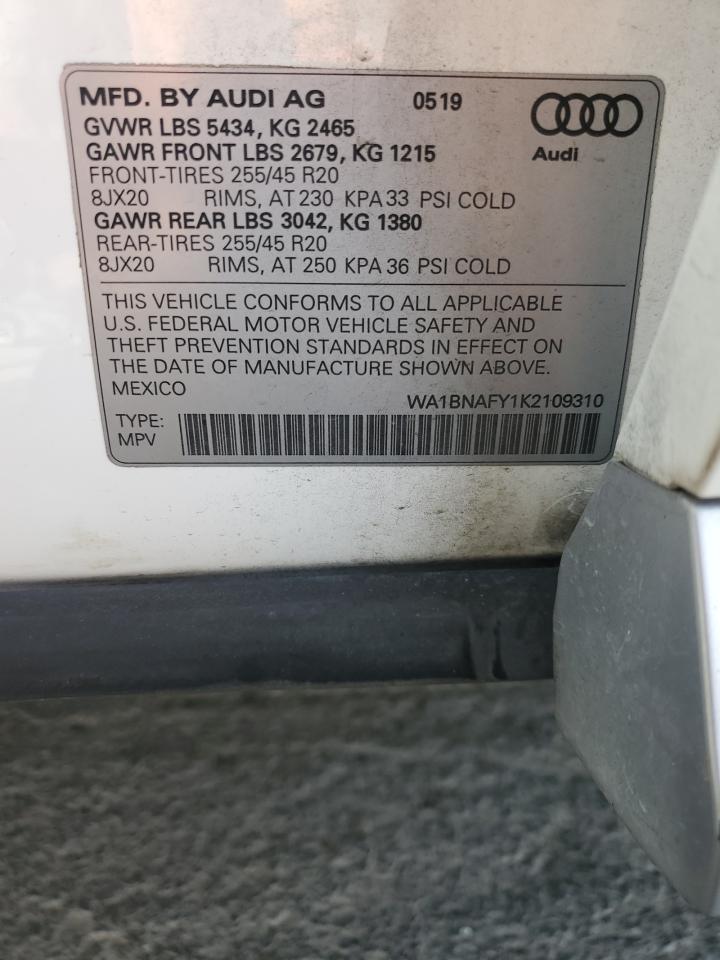 MFD. BY AUDI AG 0519
GVWR LBS 5434, KG 2465
GAWR FRONT LBS 2679, KG 1215
Audi
FRONT-TIRES 255/45 R20
8JX20 RIMS, AT 230 KPA 33 PSI COLD
GAWR REAR LBS 3042, KG 1380
REAR-TIRES 255/45 R20
8JX20 RIMS, AT 250 KPA 36 PSI COLD
THIS VEHICLE CONFORMS TO ALL APPLICABLE
U.S. FEDERAL MOTOR VEHICLE SAFETY AND
THEFT PREVENTION STANDARDS IN EFFECT ON
THE DATE OF MANUFACTURE SHOWN ABOVE.
MEXICO
WA1BNAFY1K2109310
TYPE:
MPV